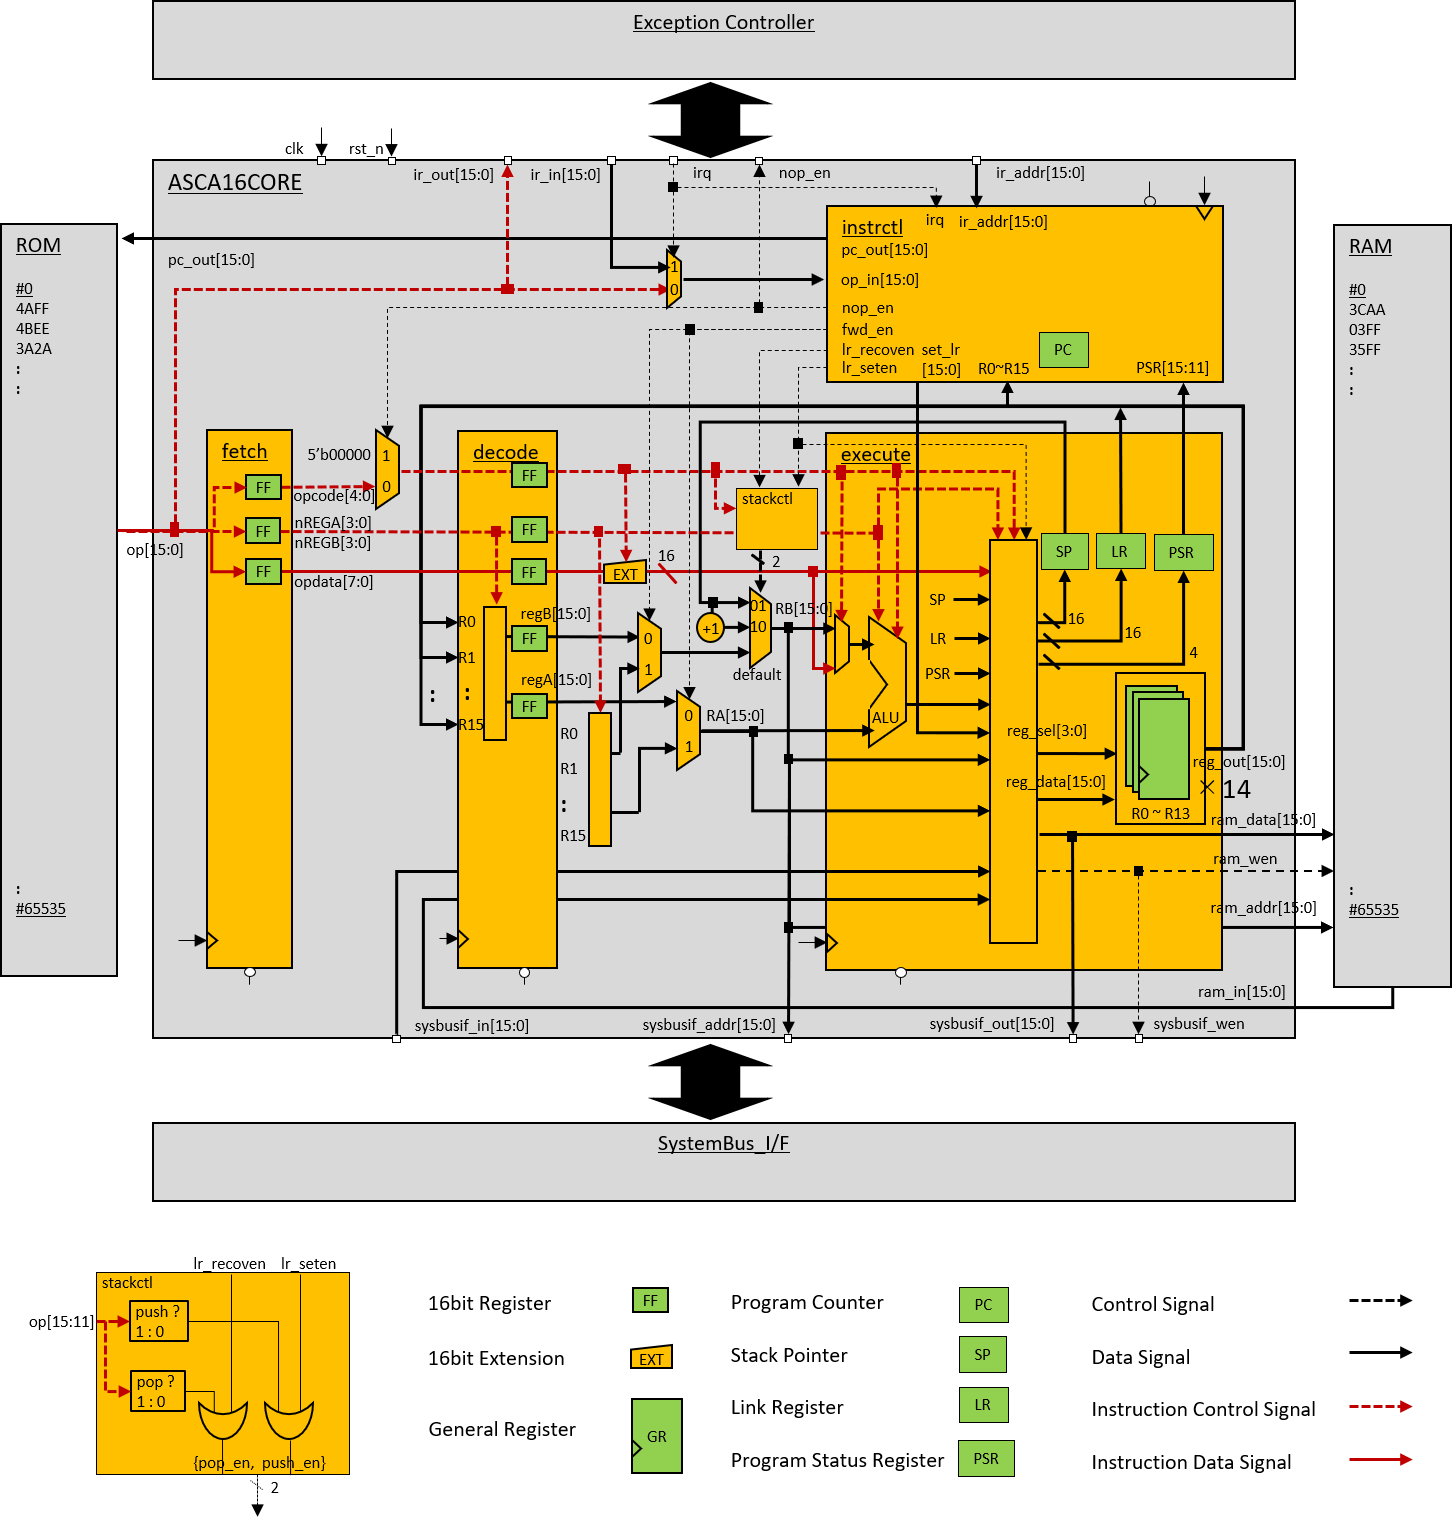 Exception Controller
clk
rst_n
ASCA16CORE
ir_out[15:0]
ir_in[15:0]
irq
nop_en
ir_addr[15:0]
ROM
#0
4AFF
4BEE
3A2A
:
:
:
#65535
pc_out[15:0]
1
0
instrctl
irq
ir_addr[15:0]
pc_out[15:0]
op_in[15:0]
nop_en
fwd_en
lr_recoven
set_lr
[15:0]
lr_seten
R0~R15
PC
PSR[15:11]
RAM
#0
3CAA
03FF
35FF
:
:
:
#65535
fetch
FF
FF
FF
op[15:0]
5'b00000
1
0
opcode[4:0]
nREGA[3:0]
nREGB[3:0]
opdata[7:0]
decode
FF
FF
FF
R0
R1
:
:
R15
FF
FF
regB[15:0]
regA[15:0]
EXT
16
R0
R1
:
R15
0
1
0
1
stackctl
2
+1
01
10
default
RB[15:0]
RA[15:0]
execute
ALU
SP
LR
PSR
SP
LR
PSR
16
16
4
reg_sel[3:0]
reg_data[15:0]
R0 ~ R13
reg_out[15:0]
×14
ram_data[15:0]
ram_wen
ram_addr[15:0]
ram_in[15:0]
sysbusif_in[15:0]
sysbusif_addr[15:0]
sysbusif_out[15:0]
sysbusif_wen
SystemBus_I/F
lr_recoven
lr_seten
stackctl
op[15:11]
push ?
1 : 0
pop ?
1 : 0
{pop_en, push_en}
2
16bit Register
FF
16bit Extension
EXT
General Register
GR
Program Counter
PC
Stack Pointer
SP
Link Register
LR
Program Status Register
PSR
Control Signal
Data Signal
Instruction Control Signal
Instruction Data Signal